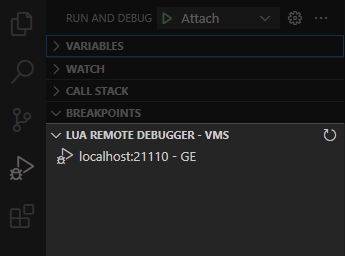 RUN AND DEBUG Attach
VARIABLES
WATCH
CALL STACK
BREAKPOINTS
LUA REMOTE DEBUGGER - VMS
localhost:21110 - GE